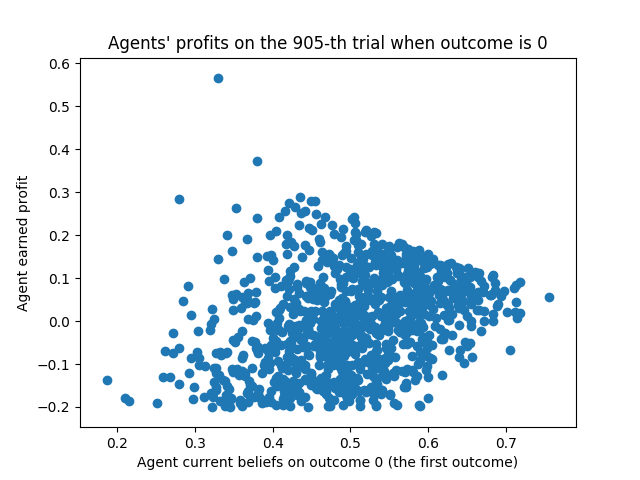 Agents' profits on the 905-th trial when outcome is 0
Agent earned profit
0.6
0.5
0.4
0.3
0.2
0.1
0.0
−0.1
−0.2
0.2 0.3 0.4 0.5 0.6 0.7
Agent current beliefs on outcome 0 (the first outcome)